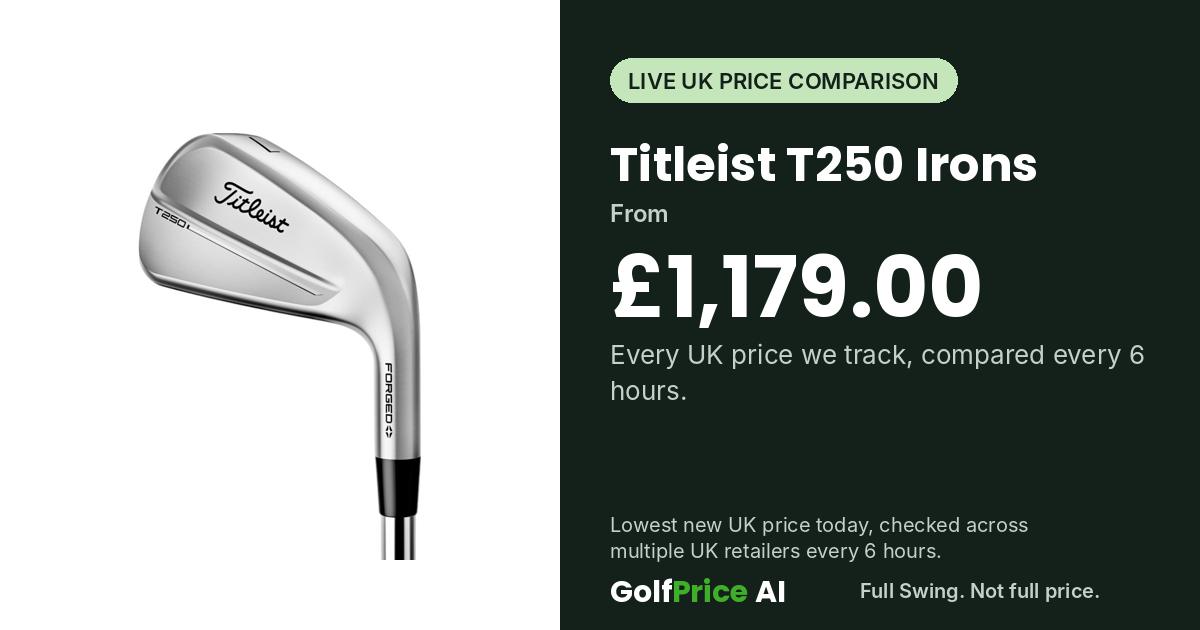 Titleist
T250
FORGED
LIVE UK PRICE COMPARISON
Titleist T250 Irons
From
£1,179.00
Every UK price we track, compared every 6
hours.
Lowest new UK price today, checked across
multiple UK retailers every 6 hours.
GolfPrice AI
Full Swing. Not full price.